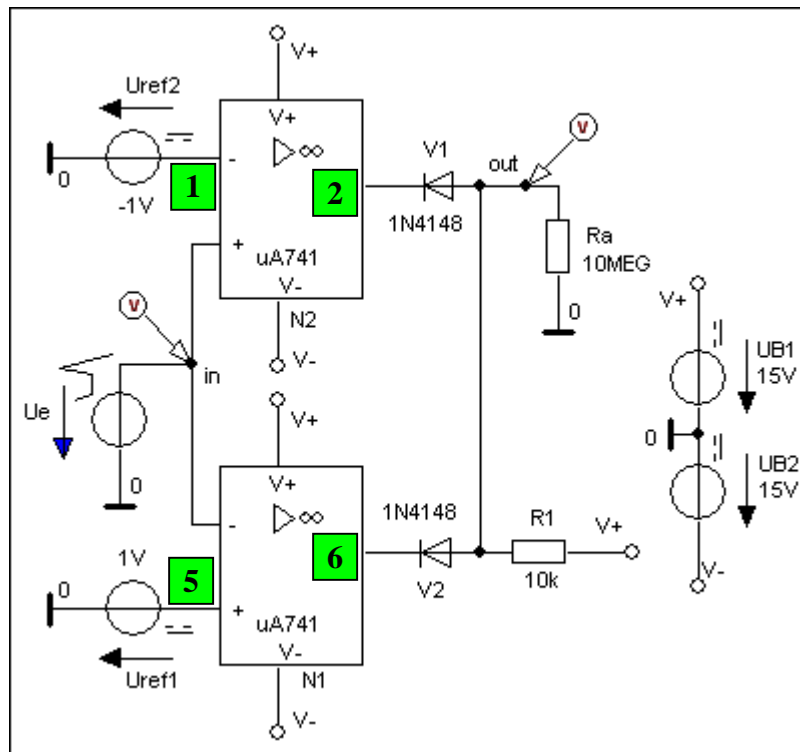 V+
Uref2
V+
-
∞
0
1
2
-1V
V1
out
V
1N4148
+
uA741
V-
Ra
10MEG
V
N2
0
V+
in
V-
UB1
15V
Ue
V+
0
0
V+
UB2
15V
-
∞
1N4148
R1
V+
1V
6
0
5
V2
10k
V-
+
uA741
V-
Uref1
N1
V-